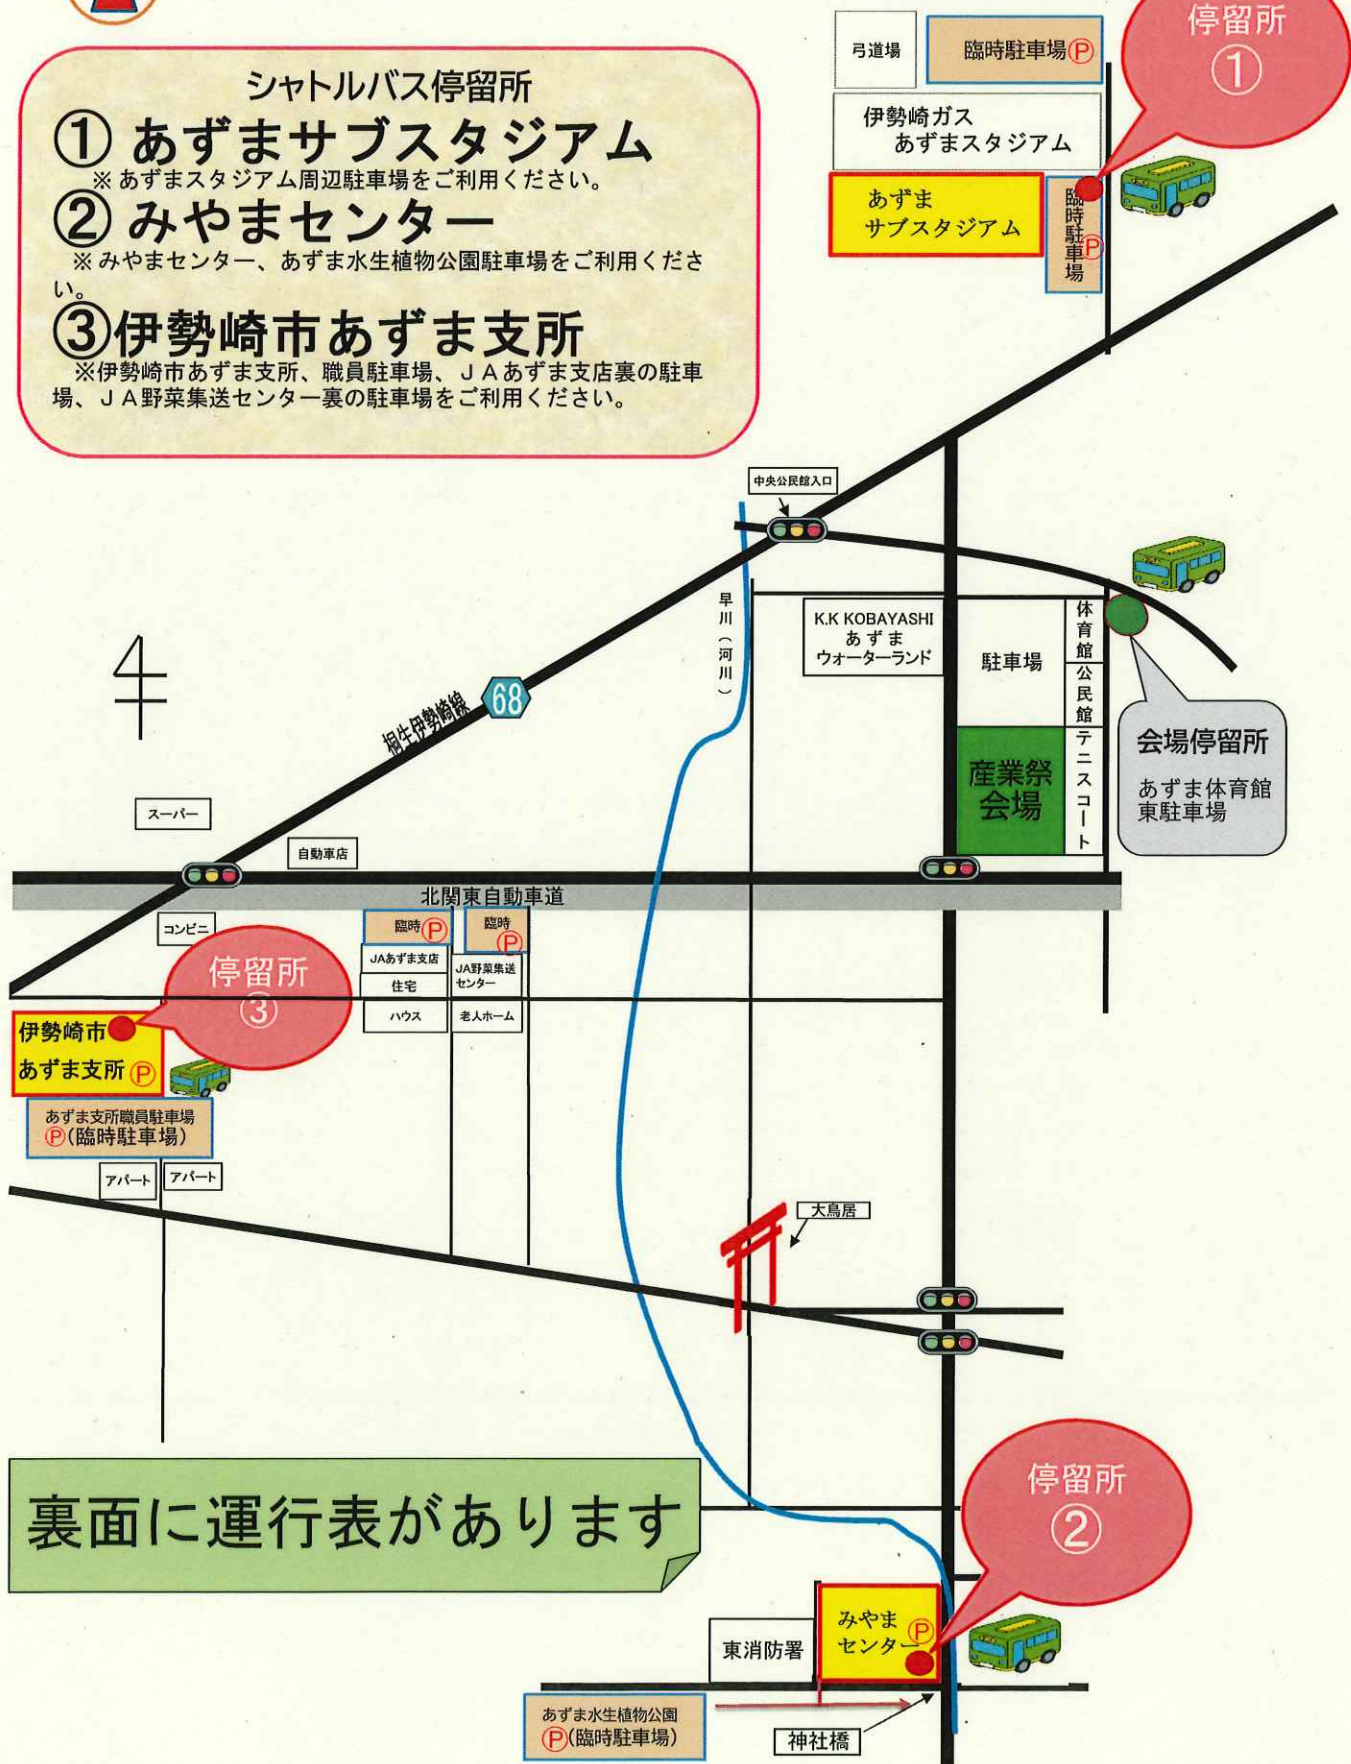 停留所
①
弓道場
臨時駐車場Ⓟ
伊勢崎ガス
あずまスタジアム
あずま
サブスタジアム
臨時駐車場
Ⓟ
シャトルバス停留所
① あずまサブスタジアム
※ あずまスタジアム周辺駐車場をご利用ください。
② みやまセンター
※ みやまセンター、あずま水生植物公園駐車場をご利用くださ
い。
③伊勢崎市あずま支所
※伊勢崎市あずま支所、職員駐車場、ＪＡあずま支店裏の駐車
場、ＪＡ野菜集送センター裏の駐車場をご利用ください。
中央公民館入口
早川（河川）
K.K KOBAYASHI
あずま
ウォーターランド
駐車場
体育館
公民館
テニスコート
産業祭
会場
会場停留所
あずま体育館
東駐車場
68
桐生伊勢崎線
スーパー
自動車店
北関東自動車道
コンビニ
臨時Ⓟ
臨時
Ⓟ
JAあずま支店
住宅
JA野菜集送
センター
ハウス
老人ホーム
停留所
③
伊勢崎市
あずま支所Ⓟ
あずま支所職員駐車場
Ⓟ(臨時駐車場)
アパート
アパート
大鳥居
裏面に運行表があります
停留所
②
みやま
センター
Ⓟ
東消防署
あずま水生植物公園
Ⓟ(臨時駐車場)
神社橋